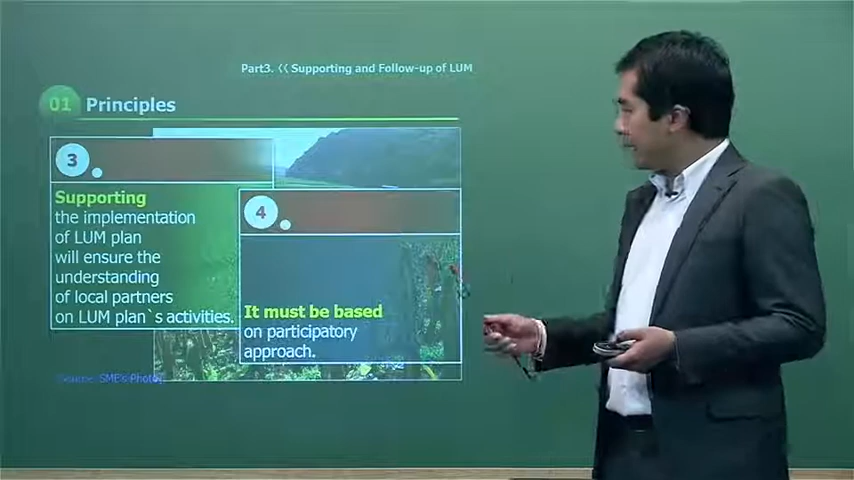 Part3. 《 Supporting and Follow-up of LUM
01 Principles
3
Supporting
the implementation
of LUM plan
will ensure the
understanding
of local partners
on LUM plan`s activities.
4
It must be based
on participatory
approach.
Source: SME's Photo